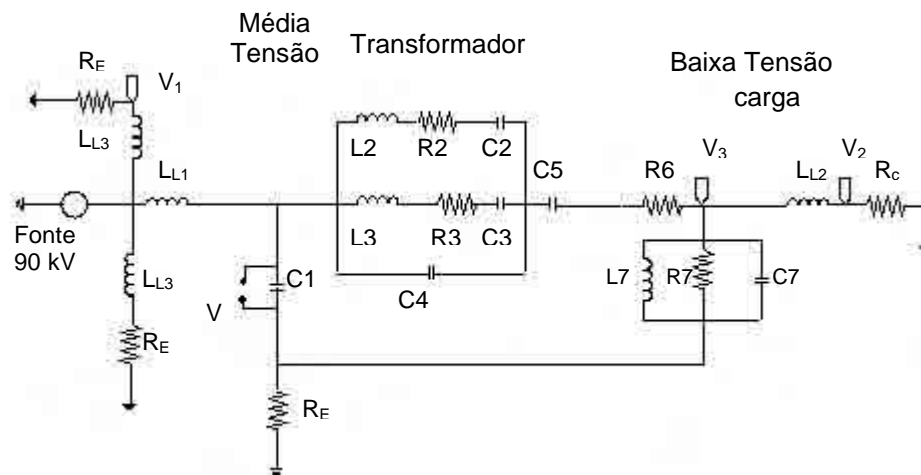 Média
Tensão
Transformador
Baixa Tensão
carga
R_E
V_1
L_L3
L_L1
L2
R2
C2
C5
R6
V_3
L_L2
V_2
R_c
Fonte
90 kV
L3
R3
C3
L_L3
C1
C4
L7
R7
C7
V
R_E
R_E